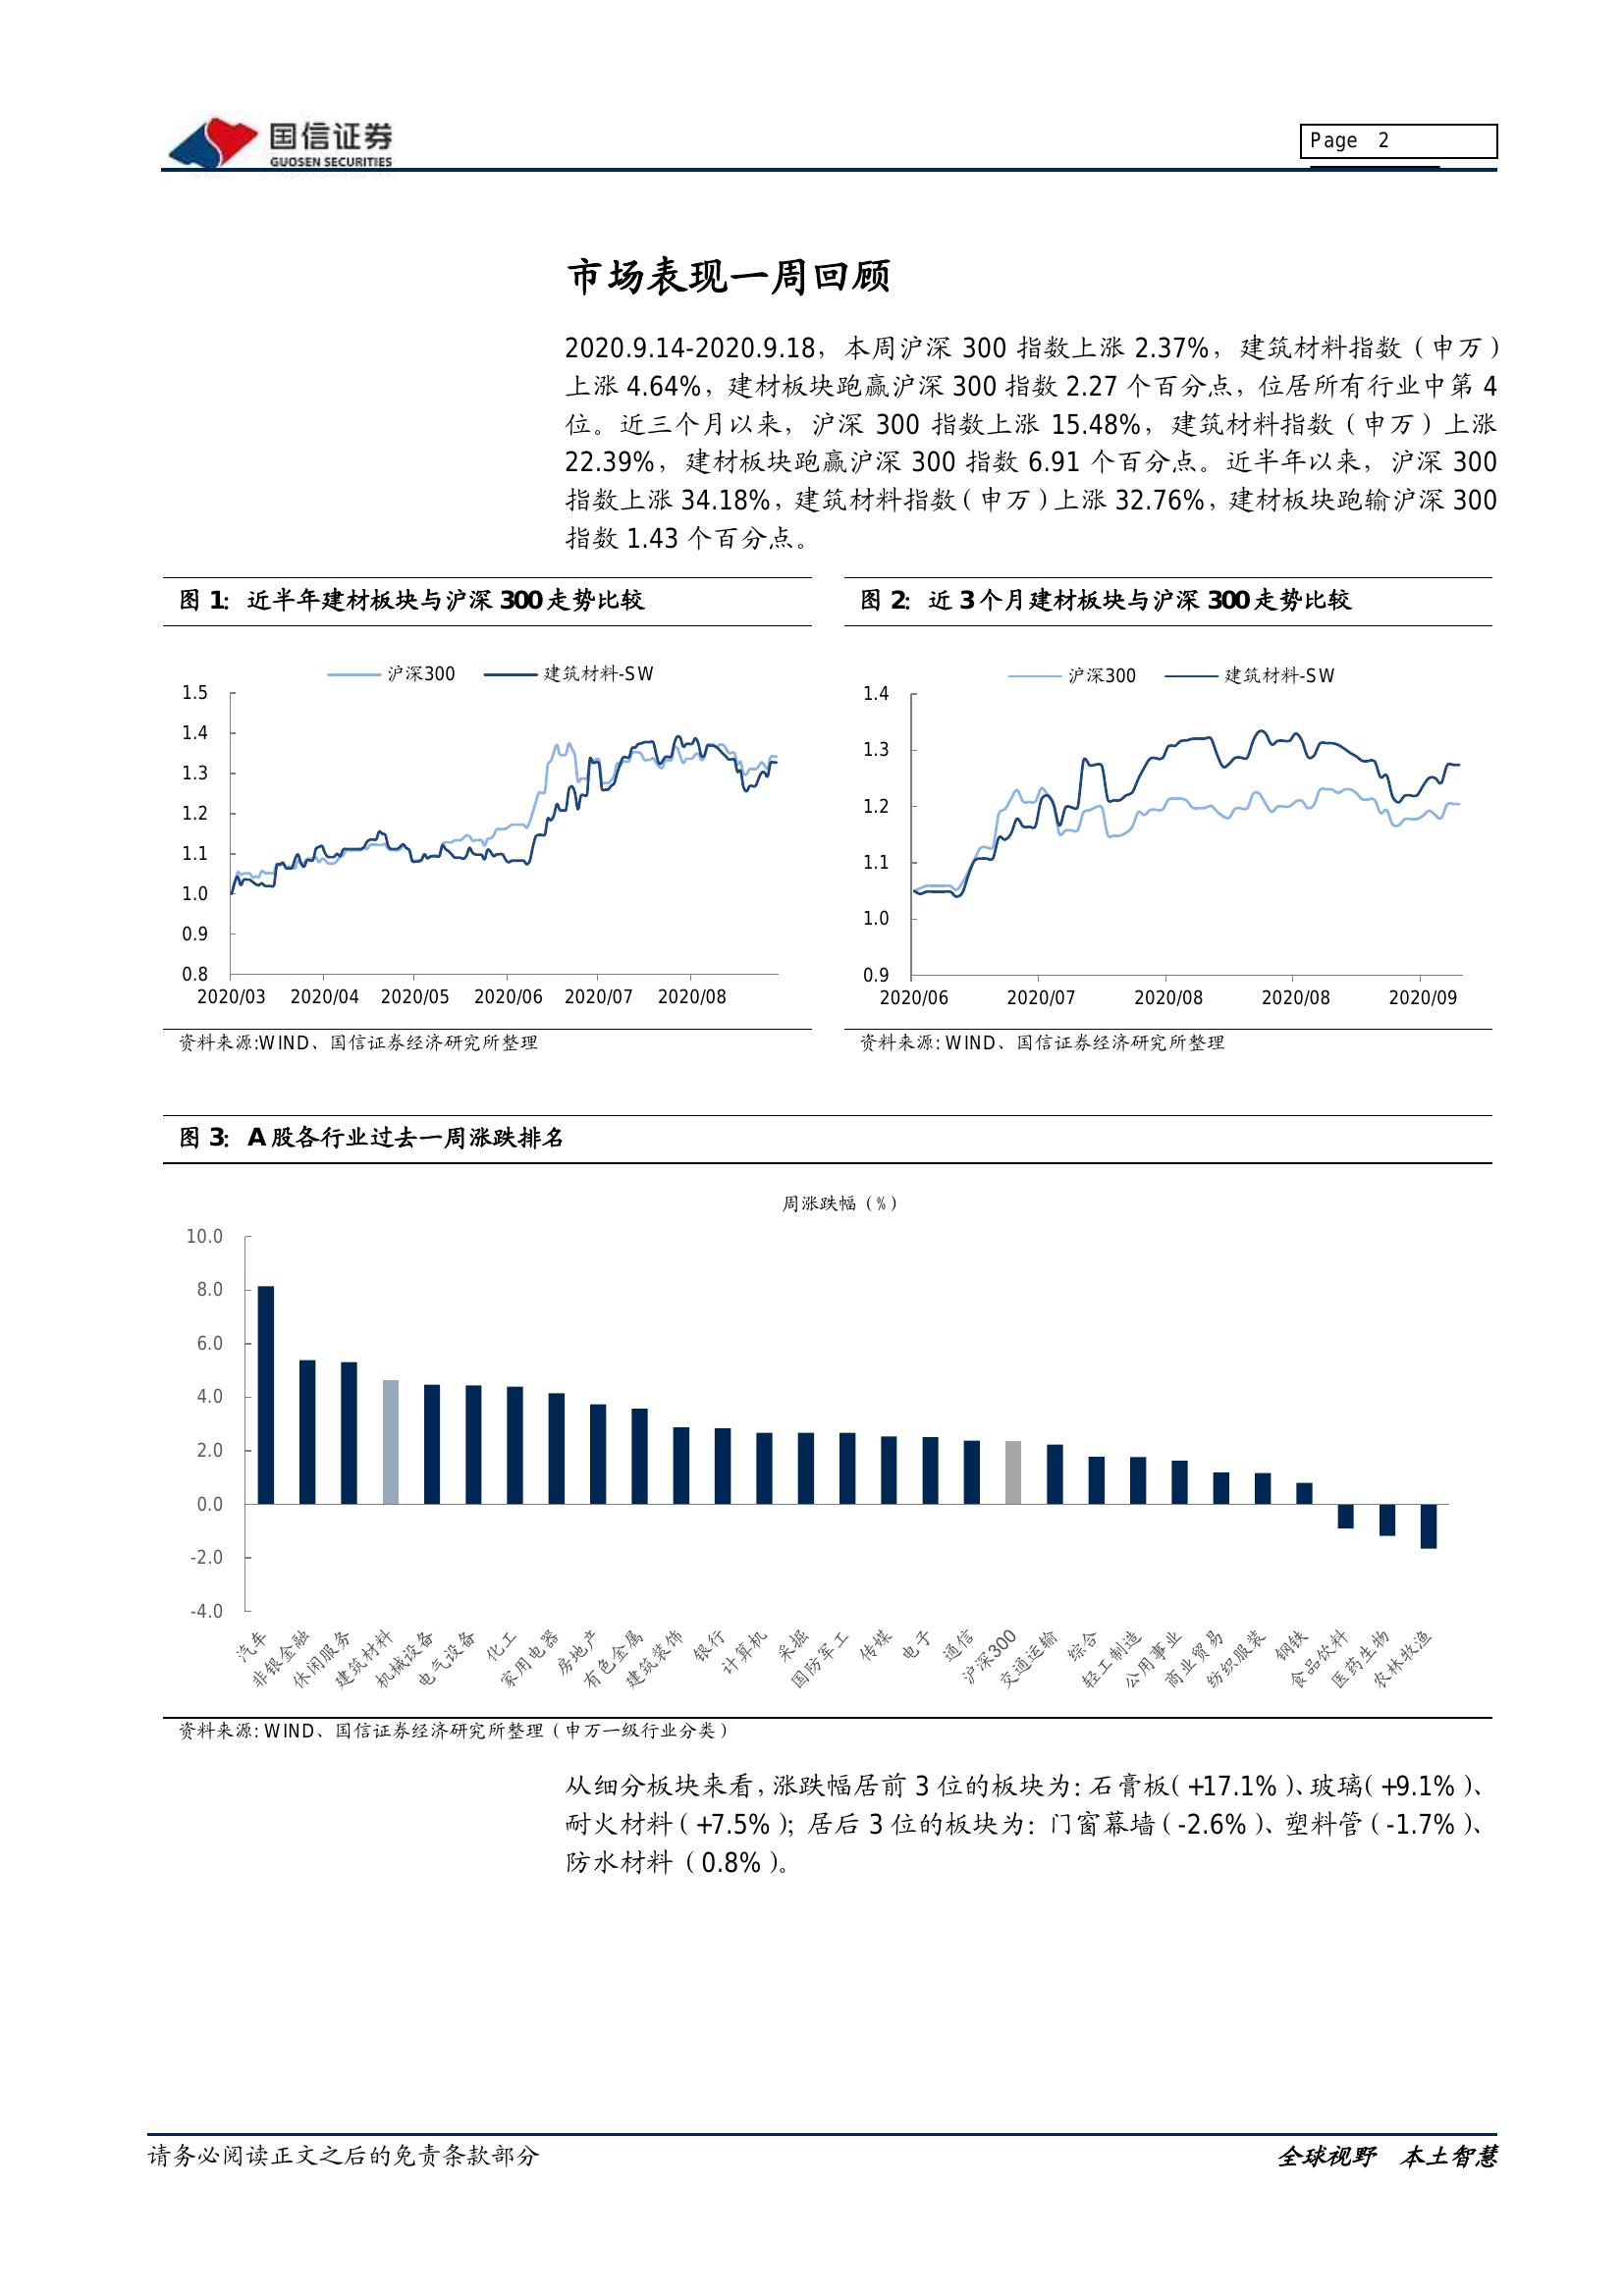 国信证券
GUOSEN SECURITIES
Page 2
市场表现一周回顾
2020.9.14-2020.9.18，本周沪深 300 指数上涨 2.37%，建筑材料指数（申万）
上涨 4.64%，建材板块跑赢沪深 300 指数 2.27 个百分点，位居所有行业中第 4
位。近三个月以来，沪深 300 指数上涨 15.48%，建筑材料指数（申万）上涨
22.39%，建材板块跑赢沪深 300 指数 6.91 个百分点。近半年以来，沪深 300
指数上涨 34.18%，建筑材料指数（申万）上涨 32.76%，建材板块跑输沪深 300
指数 1.43 个百分点。
图 1：近半年建材板块与沪深 300 走势比较
沪深300 建筑材料-SW
1.5
1.4
1.3
1.2
1.1
1.0
0.9
0.8
2020/03 2020/04 2020/05 2020/06 2020/07 2020/08
资料来源:WIND、国信证券经济研究所整理
图 2：近 3 个月建材板块与沪深 300 走势比较
沪深300 建筑材料-SW
1.4
1.3
1.2
1.1
1.0
0.9
2020/06 2020/07 2020/08 2020/08 2020/09
资料来源: WIND、国信证券经济研究所整理
图 3：A 股各行业过去一周涨跌排名
周涨跌幅（%）
10.0
8.0
6.0
4.0
2.0
0.0
-2.0
-4.0
汽车 非银金融 休闲服务 建筑材料 机械设备 电气设备 化工 家用电器 房地产 有色金属 建筑装饰 银行 计算机 采掘 国防军工 传媒 电子 通信 沪深300 交通运输 综合 轻工制造 公用事业 商业贸易 纺织服装 钢铁 食品饮料 医药生物 农林牧渔
资料来源: WIND、国信证券经济研究所整理（申万一级行业分类）
从细分板块来看，涨跌幅居前 3 位的板块为：石膏板（+17.1%）、玻璃（+9.1%）、
耐火材料（+7.5%）；居后 3 位的板块为：门窗幕墙（-2.6%）、塑料管（-1.7%）、
防水材料（0.8%）。
请务必阅读正文之后的免责条款部分
全球视野 本土智慧